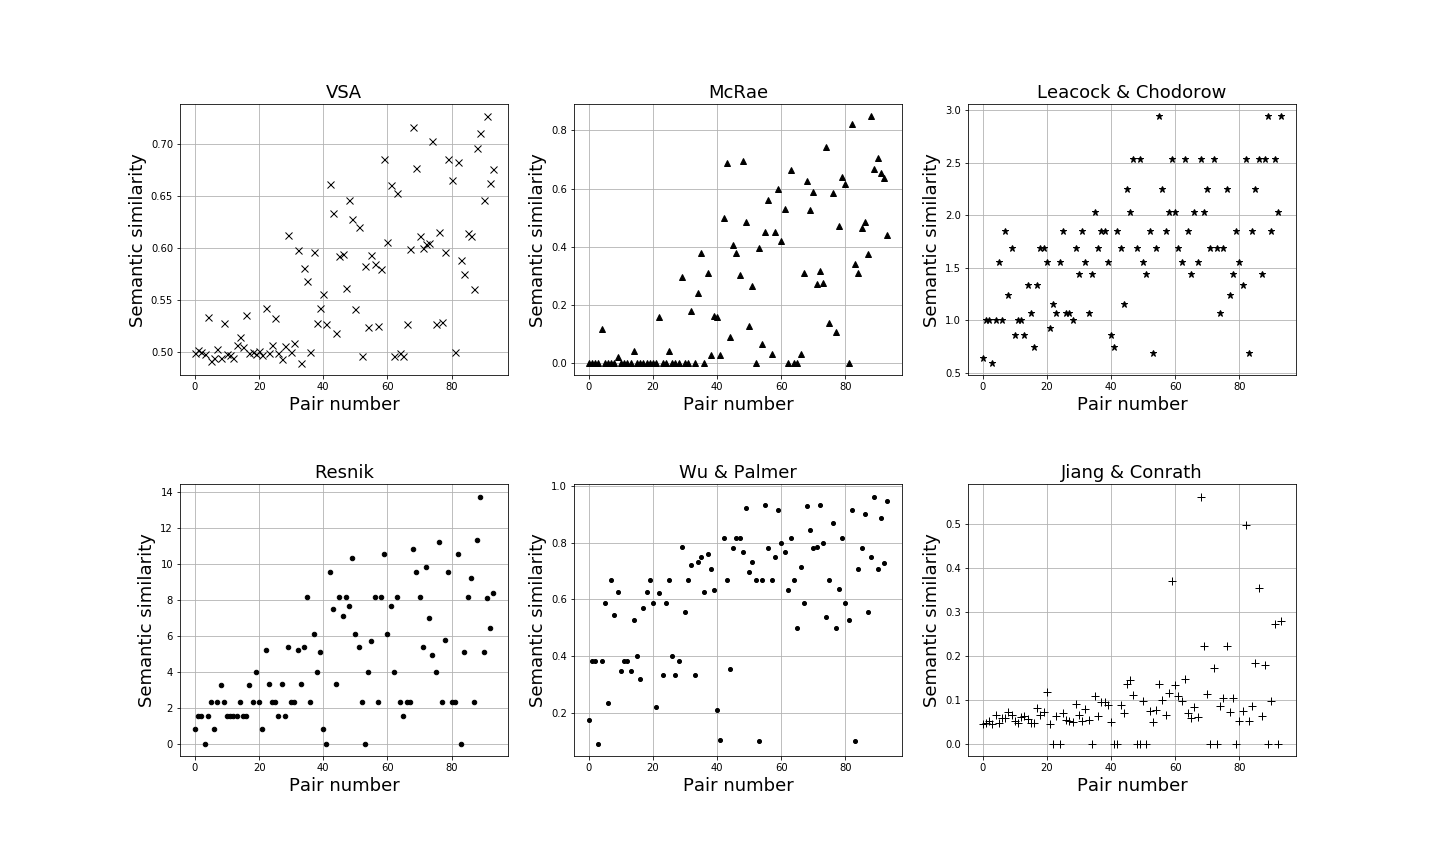 VSA
Semantic similarity
0.70
0.65
0.60
0.55
0.50
0 20 40 60 80
Pair number
McRae
Semantic similarity
0.8
0.6
0.4
0.2
0.0
0 20 40 60 80
Pair number
Leacock & Chodorow
Semantic similarity
3.0
2.5
2.0
1.5
1.0
0.5
0 20 40 60 80
Pair number
Resnik
Semantic similarity
14
12
10
8
6
4
2
0
0 20 40 60 80
Pair number
Wu & Palmer
Semantic similarity
1.0
0.8
0.6
0.4
0.2
0 20 40 60 80
Pair number
Jiang & Conrath
Semantic similarity
0.5
0.4
0.3
0.2
0.1
0.0
0 20 40 60 80
Pair number